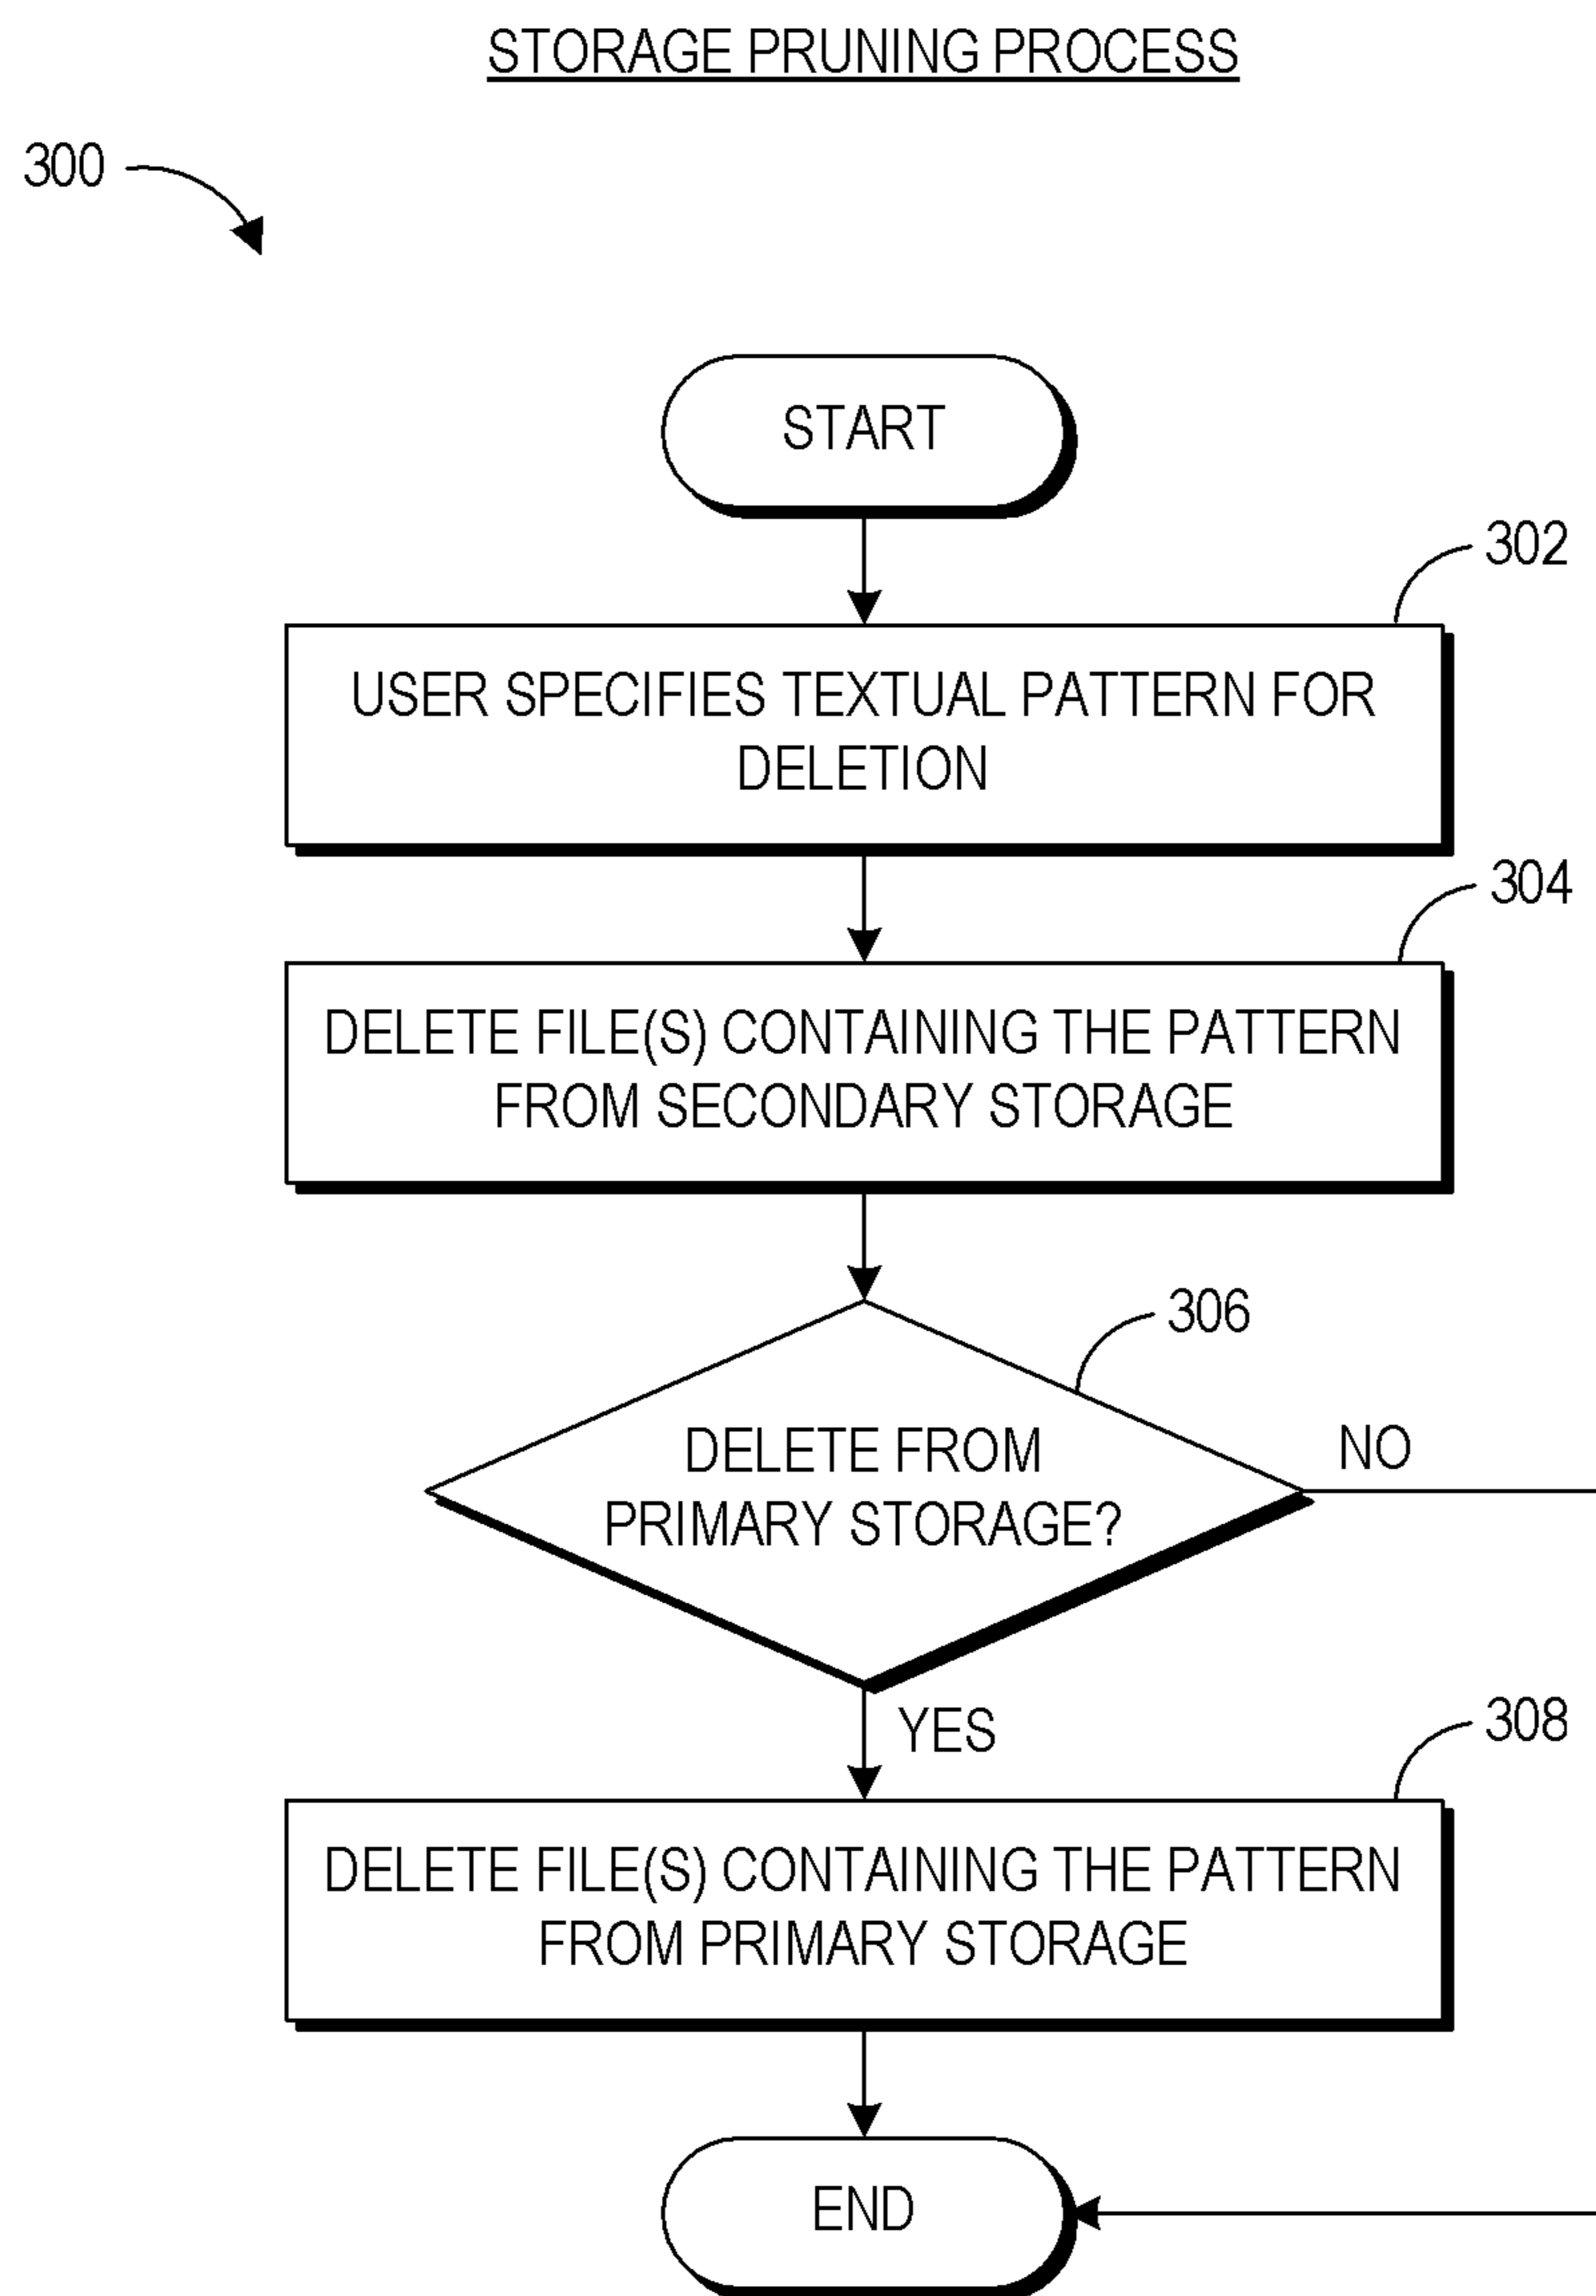 STORAGE PRUNING PROCESS
300
START
302
USER SPECIFIES TEXTUAL PATTERN FOR
DELETION
304
DELETE FILE(S) CONTAINING THE PATTERN
FROM SECONDARY STORAGE
306
DELETE FROM
PRIMARY STORAGE?
NO
YES
308
DELETE FILE(S) CONTAINING THE PATTERN
FROM PRIMARY STORAGE
END